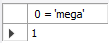 0 = 'mega'
1